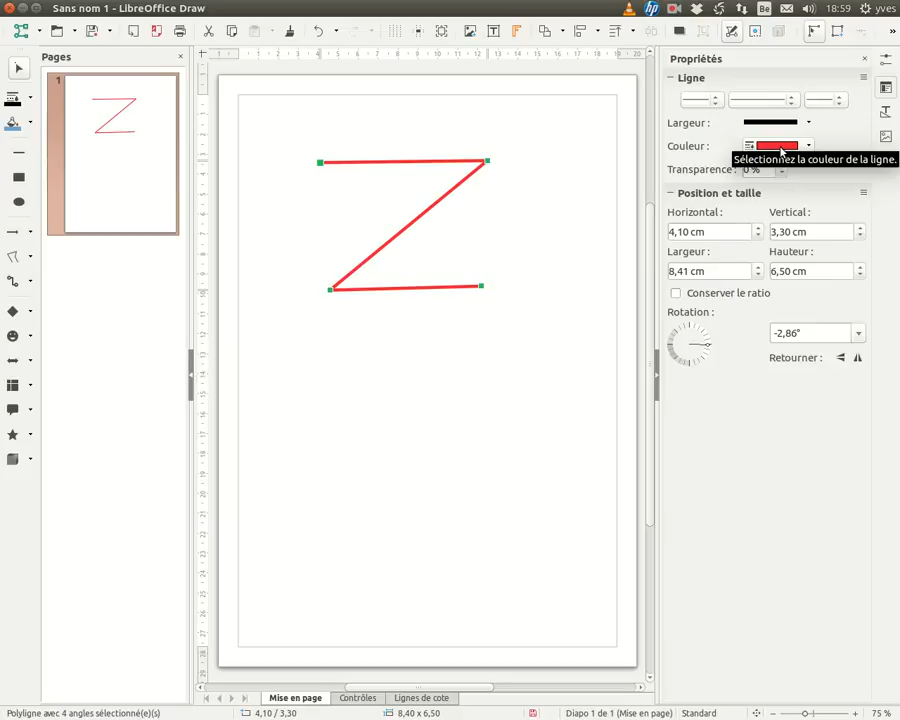 Sans nom 1 - LibreOffice Draw
hp
Be
18:59
yves
Pages
1
Propriétés
Ligne
Largeur :
Couleur :
Sélectionnez la couleur de la ligne.
Transparence :
0 %
Position et taille
Horizontal :
Vertical :
4,10 cm
3,30 cm
Largeur :
Hauteur :
8,41 cm
6,50 cm
Conserver le ratio
Rotation :
-2,86°
Retourner :
Mise en page
Contrôles
Lignes de cote
Polyligne avec 4 angles sélectionné(e)(s)
4,10 / 3,30
8,40 x 6,50
Diapo 1 de 1 (Mise en page)
Standard
75 %